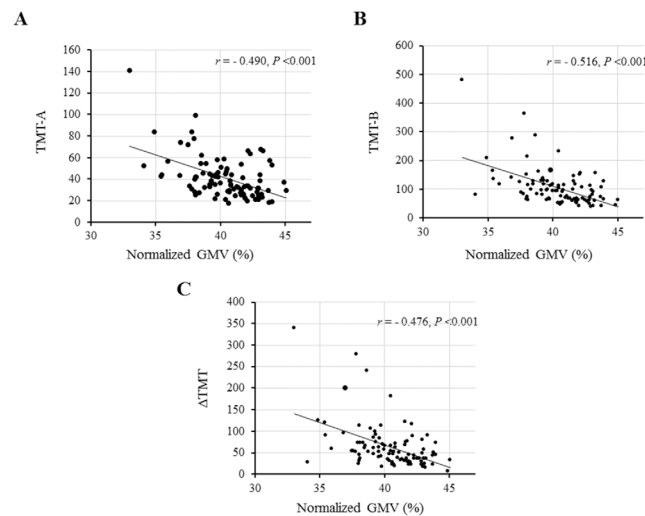 A
r = - 0.490, P <0.001
160
140
120
100
80
60
40
20
0
TMT-A
30 35 40 45
Normalized GMV (%)
B
r = - 0.516, P <0.001
600
500
400
300
200
100
0
TMT-B
30 35 40 45
Normalized GMV (%)
C
r = - 0.476, P <0.001
400
350
300
250
200
150
100
50
0
ΔTMT
30 35 40 45
Normalized GMV (%)